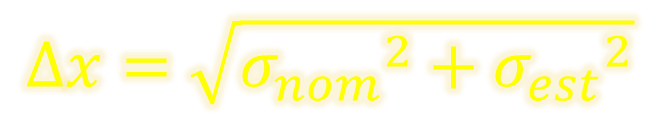 Δx = √(σ_nom² + σ_est²)